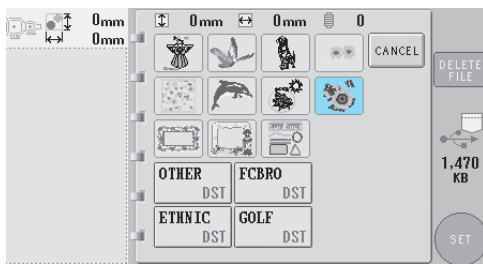 0mm
0mm
0mm 0mm 0
CANCEL
DELETE
FILE
1,470
KB
OTHER FCBRO
DST DST
ETHNIC GOLF
DST DST
SET